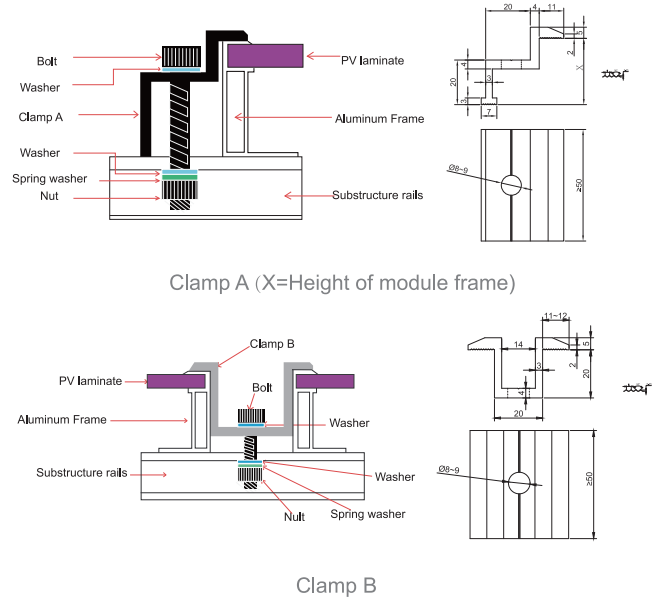 Bolt
Washer
Clamp A
Washer
Spring washer
Nut
PV laminate
Aluminum Frame
Substructure rails
20
4
11
5
2
X
4
3
20
3
7
Ø8~9
≥50
Clamp A (X=Height of module frame)
Clamp B
PV laminate
Bolt
Aluminum Frame
Washer
Substructure rails
Washer
Spring washer
Nult
11~12
14
5
2
3
20
4
20
Ø8~9
≥50
Clamp B